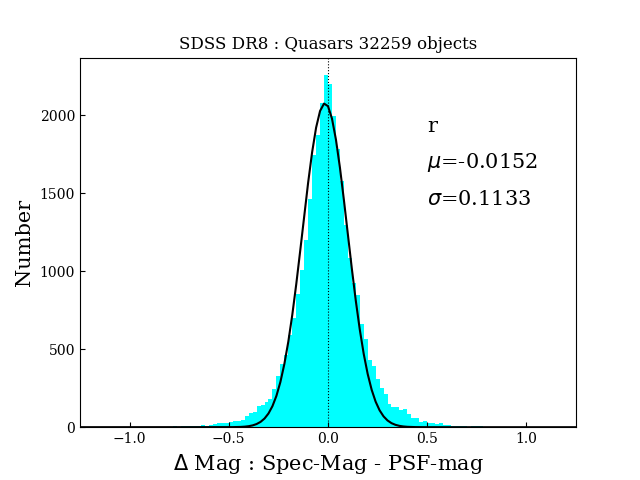 SDSS DR8 : Quasars 32259 objects
r
μ=-0.0152
σ=0.1133
Number
2000
1500
1000
500
0
−1.0 −0.5 0.0 0.5 1.0
Δ Mag : Spec-Mag - PSF-mag